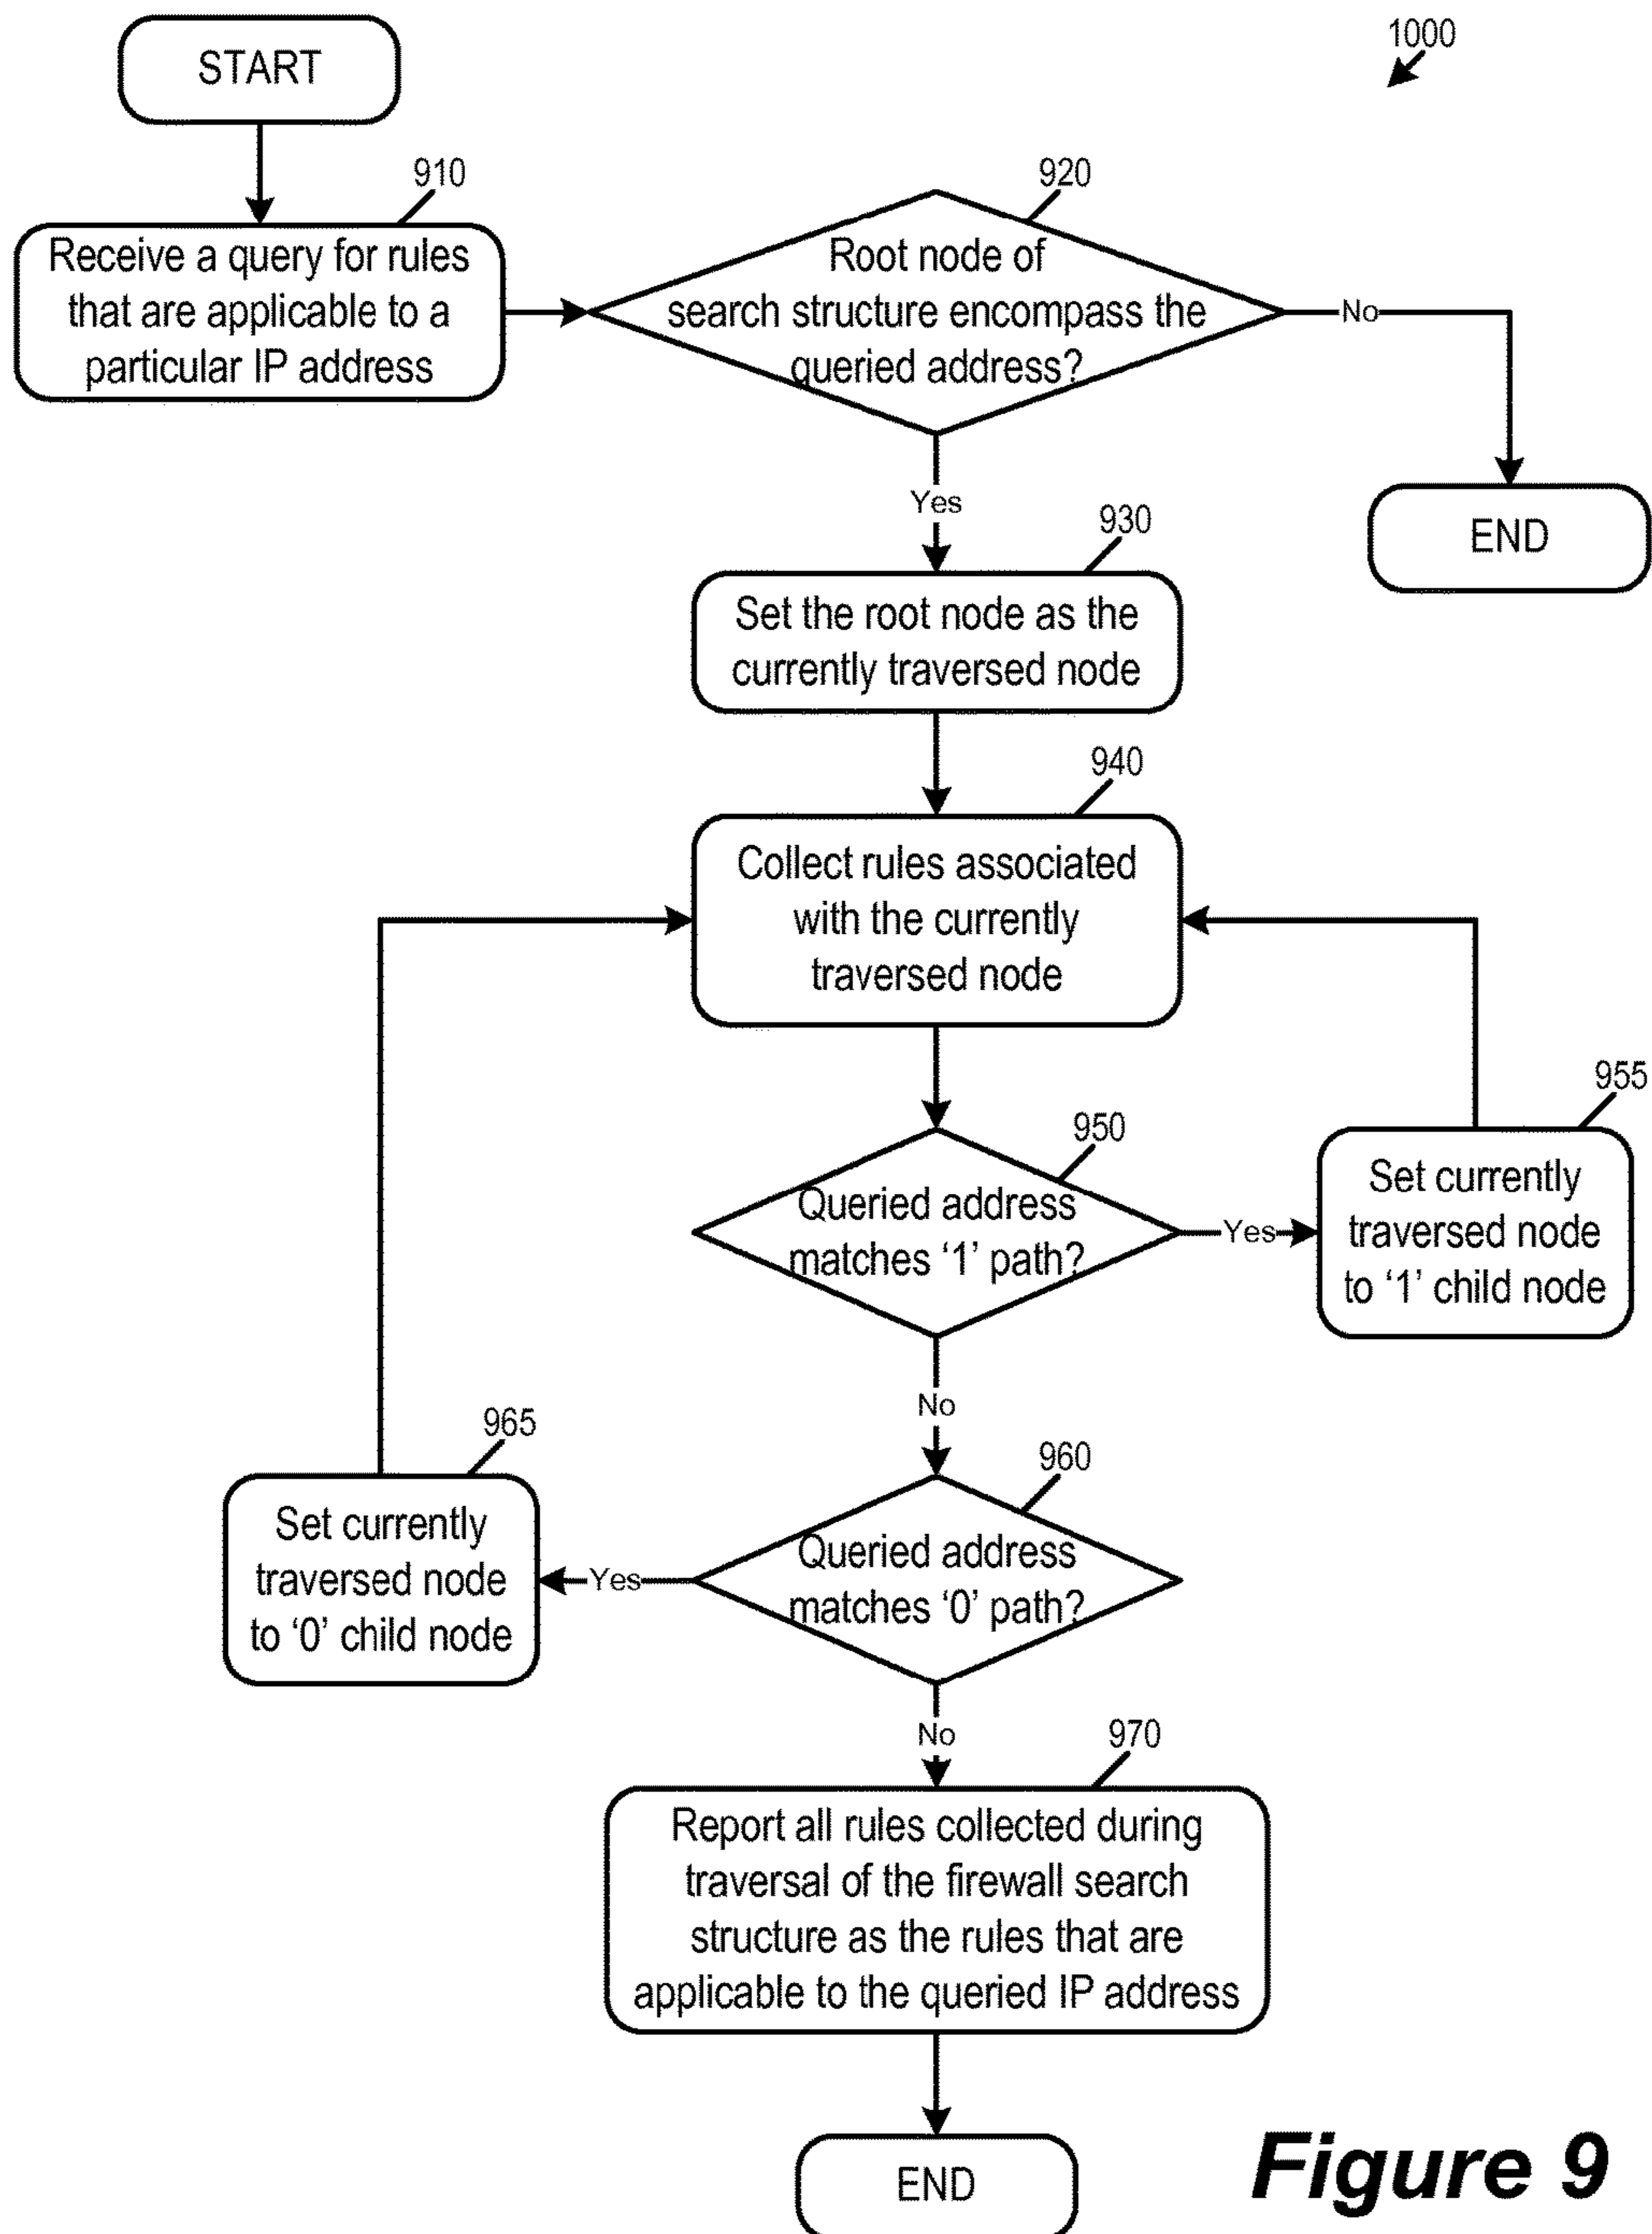 START
1000
910
Receive a query for rules
that are applicable to a
particular IP address
920
Root node of
search structure encompass the
queried address?
No
END
Yes
930
Set the root node as the
currently traversed node
940
Collect rules associated
with the currently
traversed node
950
Queried address
matches ‘1’ path?
Yes
955
Set currently
traversed node
to ‘1’ child node
No
960
Queried address
matches ‘0’ path?
Yes
965
Set currently
traversed node
to ‘0’ child node
No
970
Report all rules collected during
traversal of the firewall search
structure as the rules that are
applicable to the queried IP address
END
Figure 9